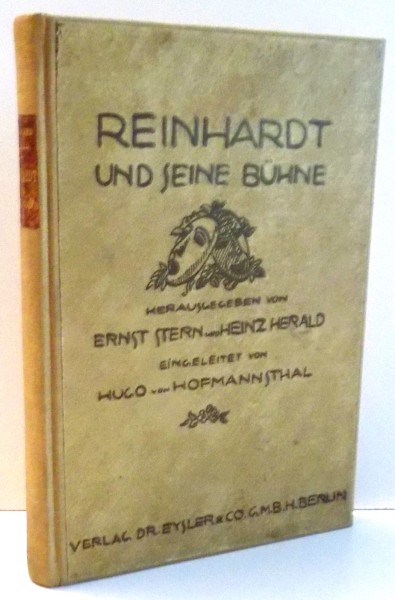 REINHARDT
UND SEINE BÜHNE
HERAUSGEGEBEN VON
ERNST STERN UND HEINZ HERALD
EINGELEITET VON
HUGO VON HOFMANNSTHAL
VERLAG DR. EYSLER & CO. G.M.B.H. BERLIN